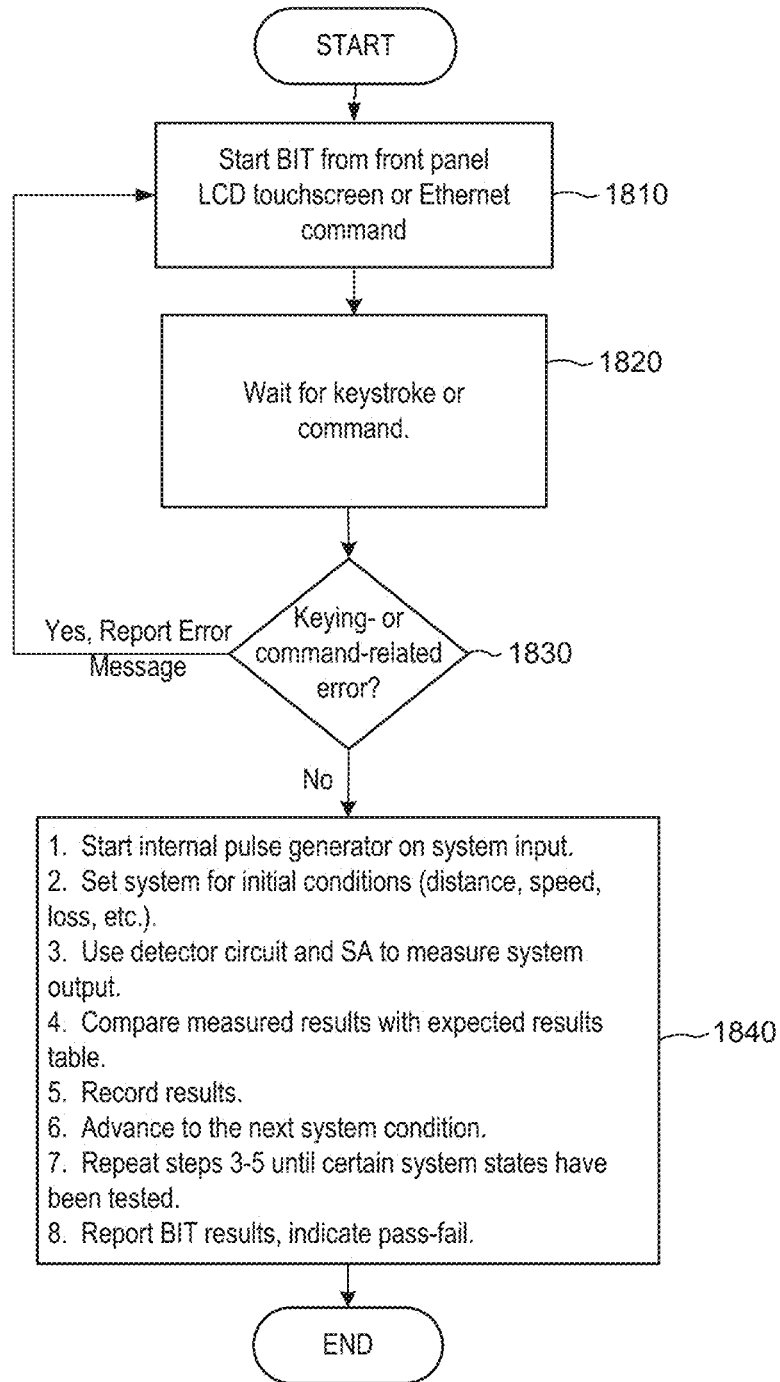 START
Start BIT from front panel
LCD touchscreen or Ethernet
command
1810
Wait for keystroke or
command.
1820
Keying- or
command-related
error?
1830
Yes, Report Error
Message
No
1. Start internal pulse generator on system input.
2. Set system for initial conditions (distance, speed,
loss, etc.).
3. Use detector circuit and SA to measure system
output.
4. Compare measured results with expected results
table.
5. Record results.
6. Advance to the next system condition.
7. Repeat steps 3-5 until certain system states have
been tested.
8. Report BIT results, indicate pass-fail.
1840
END